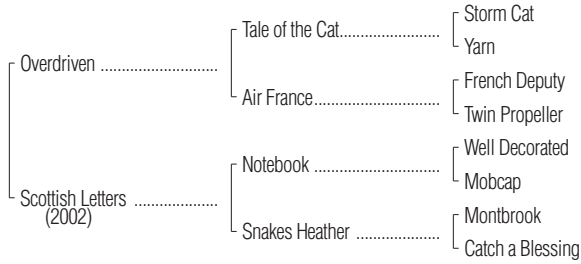 Storm Cat
Tale of the Cat........................
Yarn
Overdriven .............................
French Deputy
Air France...............................
Twin Propeller
Well Decorated
Notebook ...............................
Mobcap
Scottish Letters .....................
(2002)
Montbrook
Snakes Heather .....................
Catch a Blessing